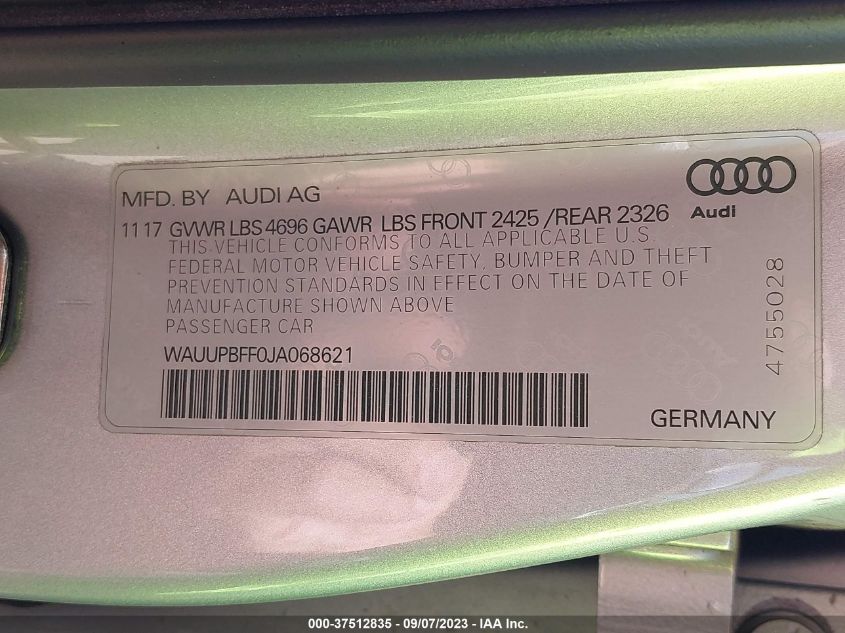 MFD. BY AUDI AG
Audi
11 17 GVWR LBS 4696 GAWR LBS FRONT 2425 /REAR 2326
THIS VEHICLE CONFORMS TO ALL APPLICABLE U.S.
FEDERAL MOTOR VEHICLE SAFETY, BUMPER AND THEFT
PREVENTION STANDARDS IN EFFECT ON THE DATE OF
MANUFACTURE SHOWN ABOVE
PASSENGER CAR
WAUUPBFF0JA068621
4755028
GERMANY
000-37512835 - 09/07/2023 - © IAA Inc.